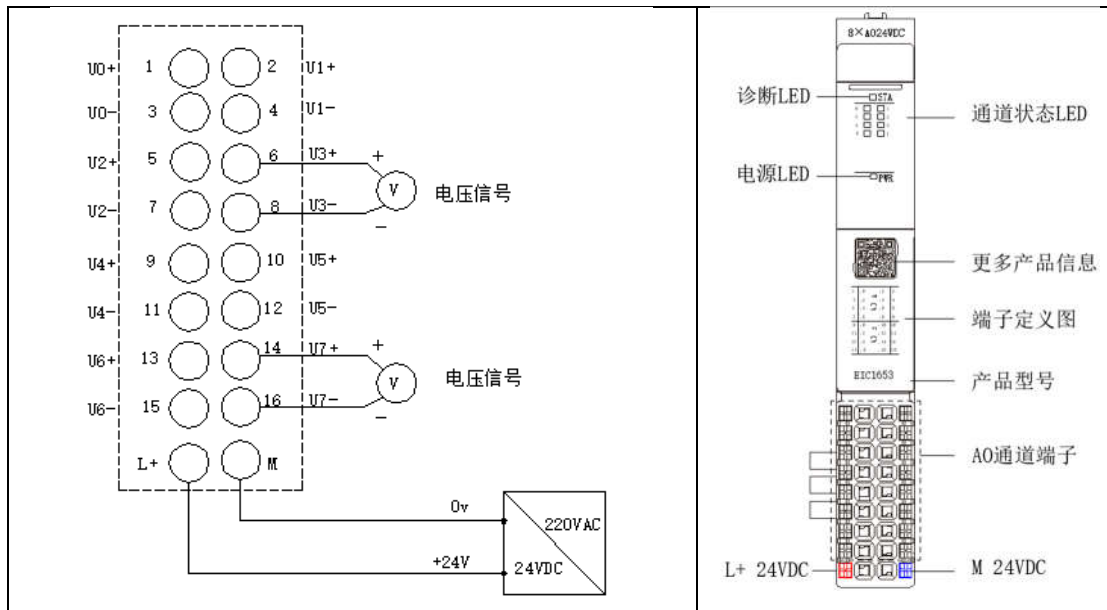 U0+ 1 2 U1+
U0- 3 4 U1-
U2+ 5 6 U3+ +
V 电压信号
U2- 7 8 U3- -
U4+ 9 10 U5+
U4- 11 12 U5-
U6+ 13 14 U7+ +
V 电压信号
U6- 15 16 U7- -
L+ M
0v
220VAC
+24V 24VDC
8×AO24VDC
诊断LED STA 通道状态LED
电源LED PWR
更多产品信息
端子定义图
EIC1653 产品型号
AO通道端子
L+ 24VDC M 24VDC